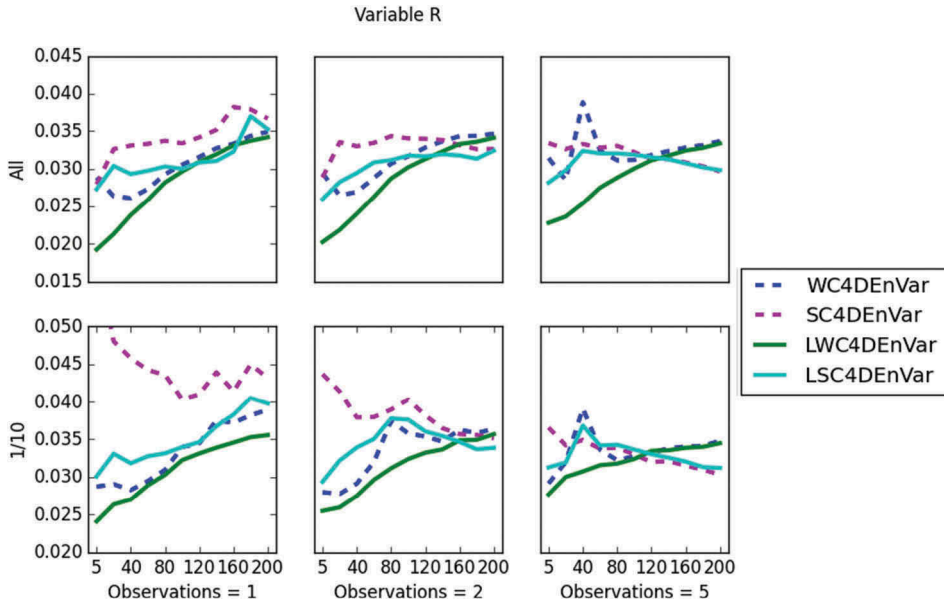 Variable R
0.045
0.040
0.035
0.030
0.025
0.020
0.015
All
0.050
0.045
0.040
0.035
0.030
0.025
0.020
1/10
5 40 80 120 160 200
5 40 80 120 160 200
5 40 80 120 160 200
Observations = 1
Observations = 2
Observations = 5
WC4DEnVar
SC4DEnVar
LWC4DEnVar
LSC4DEnVar